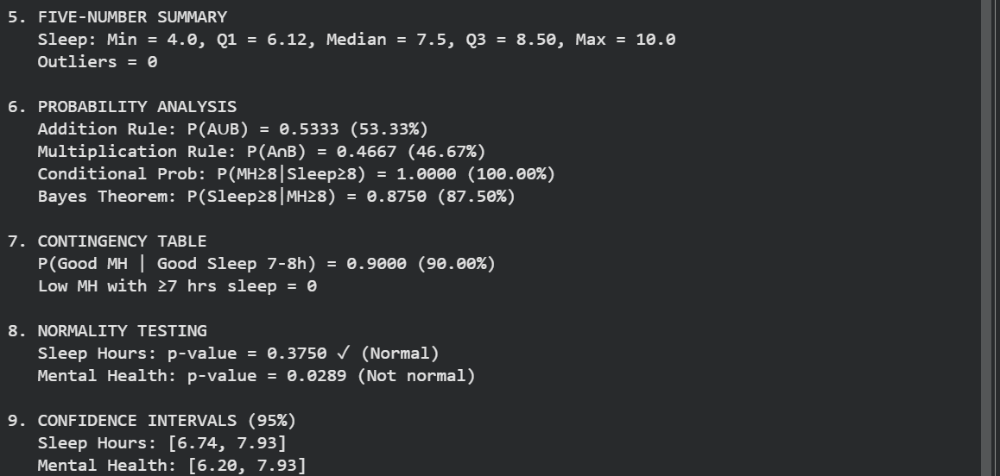 5. FIVE-NUMBER SUMMARY
Sleep: Min = 4.0, Q1 = 6.12, Median = 7.5, Q3 = 8.50, Max = 10.0
Outliers = 0
6. PROBABILITY ANALYSIS
Addition Rule: P(A∪B) = 0.5333 (53.33%)
Multiplication Rule: P(A∩B) = 0.4667 (46.67%)
Conditional Prob: P(MH≥8|Sleep≥8) = 1.0000 (100.00%)
Bayes Theorem: P(Sleep≥8|MH≥8) = 0.8750 (87.50%)
7. CONTINGENCY TABLE
P(Good MH | Good Sleep 7-8h) = 0.9000 (90.00%)
Low MH with ≥7 hrs sleep = 0
8. NORMALITY TESTING
Sleep Hours: p-value = 0.3750 ✓ (Normal)
Mental Health: p-value = 0.0289 (Not normal)
9. CONFIDENCE INTERVALS (95%)
Sleep Hours: [6.74, 7.93]
Mental Health: [6.20, 7.93]